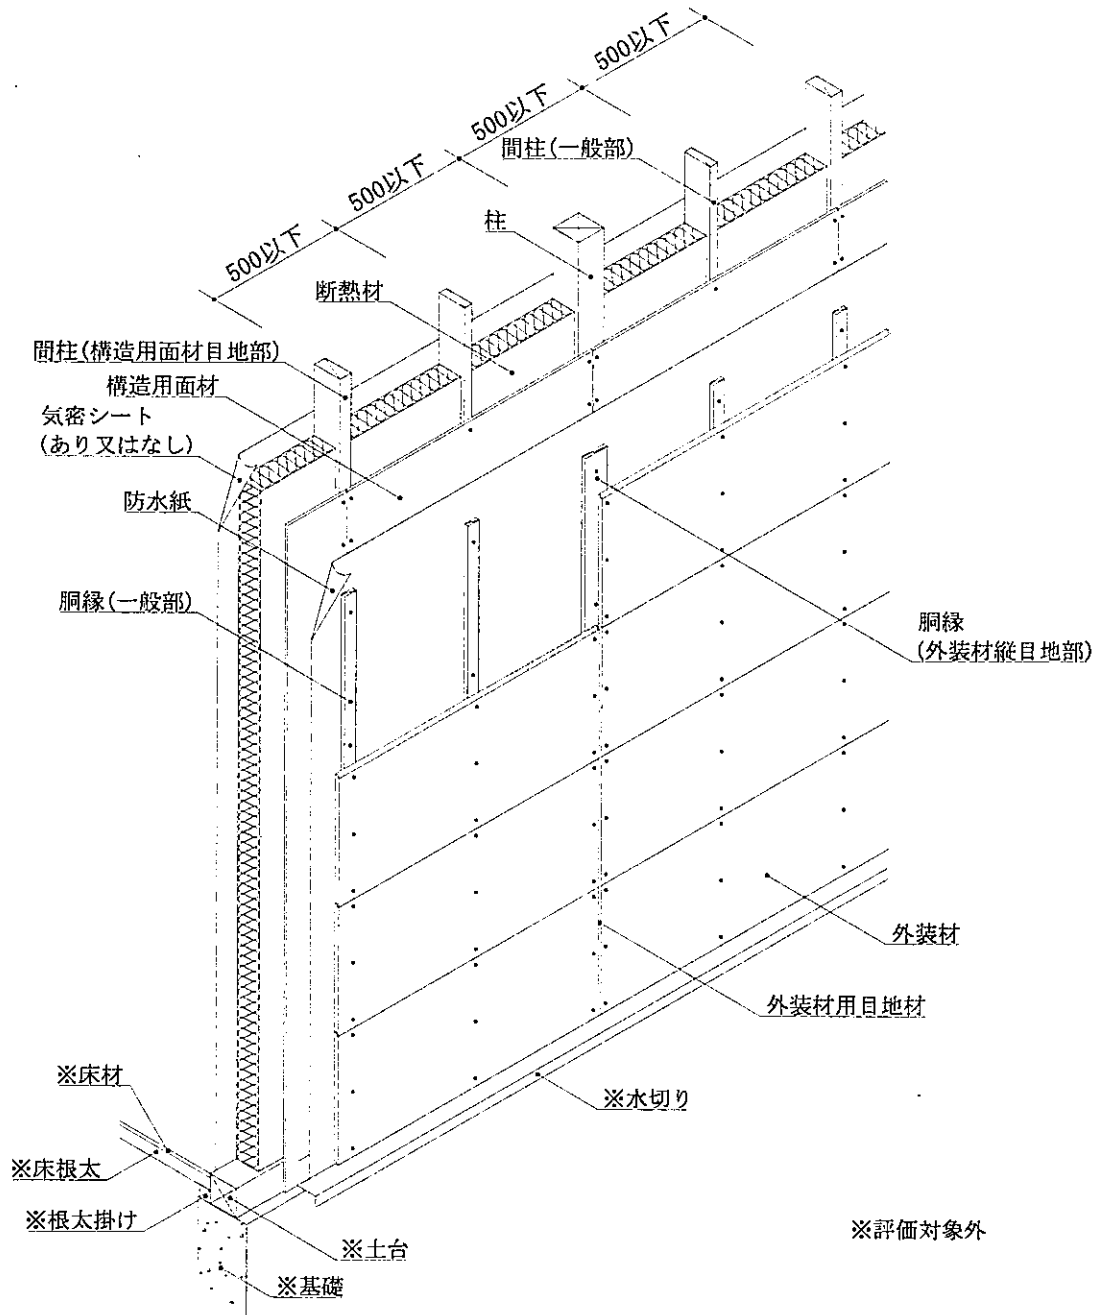 500以下
500以下
500以下
500以下
間柱(一般部)
柱
断熱材
間柱(構造用面材目地部)
構造用面材
気密シート
(あり又はなし)
防水紙
胴縁(一般部)
胴縁
(外装材縦目地部)
外装材
外装材用目地材
※床材
※水切り
※床根太
※根太掛け
※土台
※基礎
※評価対象外